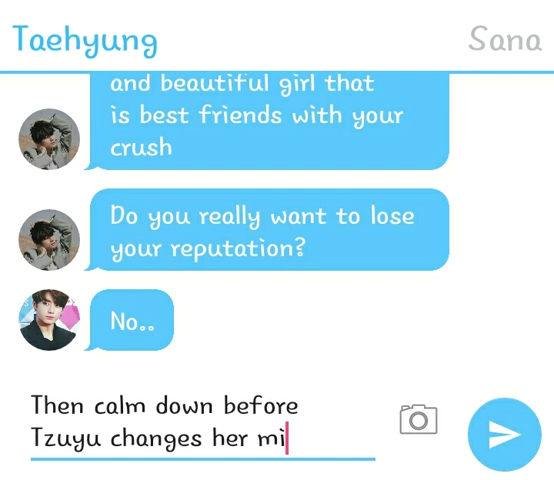 Taehyung
Sana
and beautiful girl that
is best friends with your
crush
Do you really want to lose
your reputation?
No..
Then calm down before
Tzuyu changes her mi